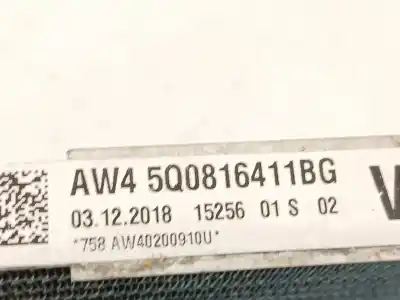 AW4 5Q0816411BG
03.12.2018 15256 01 S 02
*758 AW40200910U*